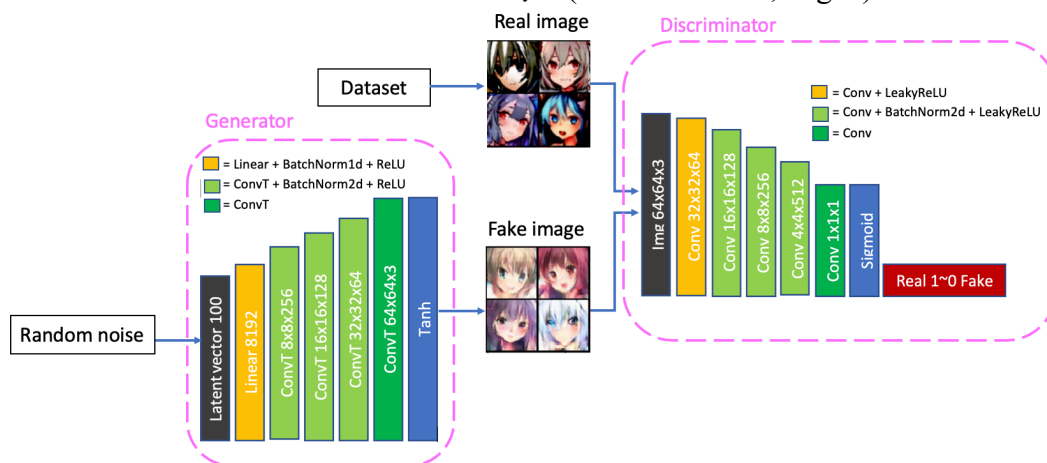 Real image
Discriminator
Dataset
= Conv + LeakyReLU
= Conv + BatchNorm2d + LeakyReLU
= Conv
Generator
= Linear + BatchNorm1d + ReLU
= ConvT + BatchNorm2d + ReLU
= ConvT
Img 64x64x3
Conv 32x32x64
Conv 16x16x128
Conv 8x8x256
Conv 4x4x512
Conv 1x1x1
Sigmoid
Real 1~0 Fake
Fake image
Random noise
Latent vector 100
Linear 8192
ConvT 8x8x256
ConvT 16x16x128
ConvT 32x32x64
ConvT 64x64x3
Tanh